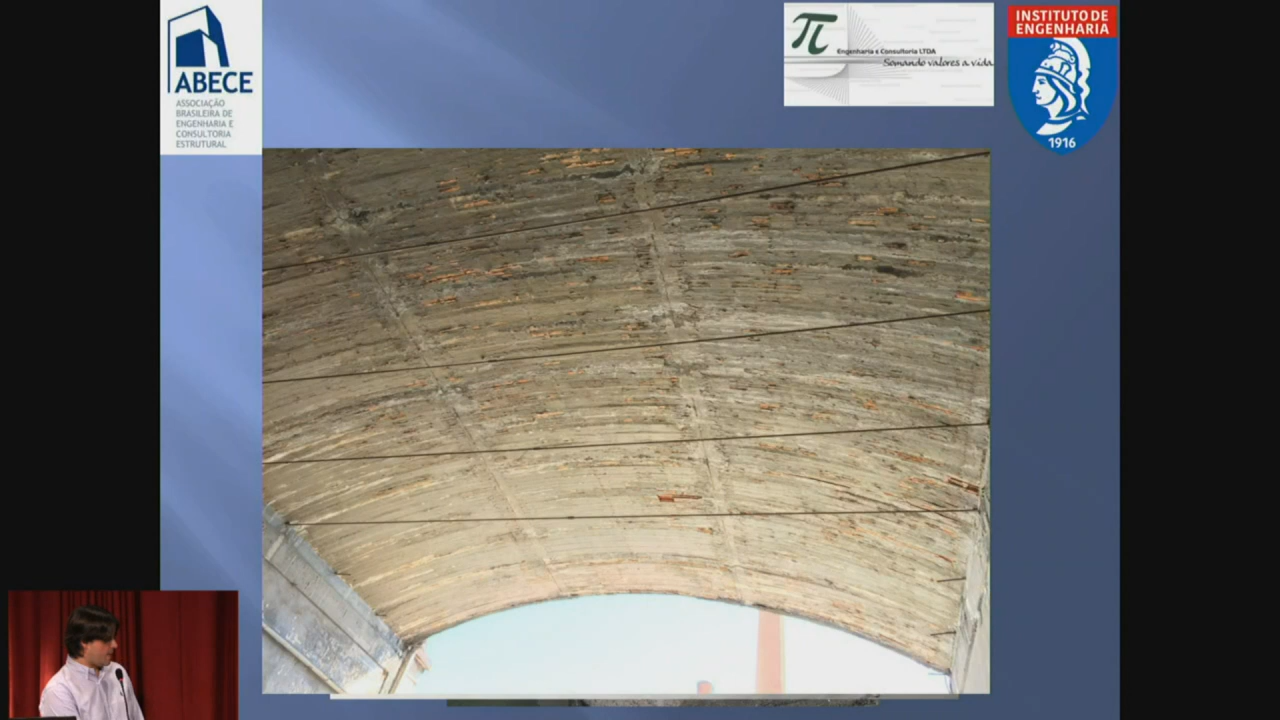 ABECE
ASSOCIAÇÃO
BRASILEIRA DE
ENGENHARIA E
CONSULTORIA
ESTRUTURAL
π
Engenharia e Consultoria LTDA
Somando valores a vida.
INSTITUTO DE
ENGENHARIA
1916